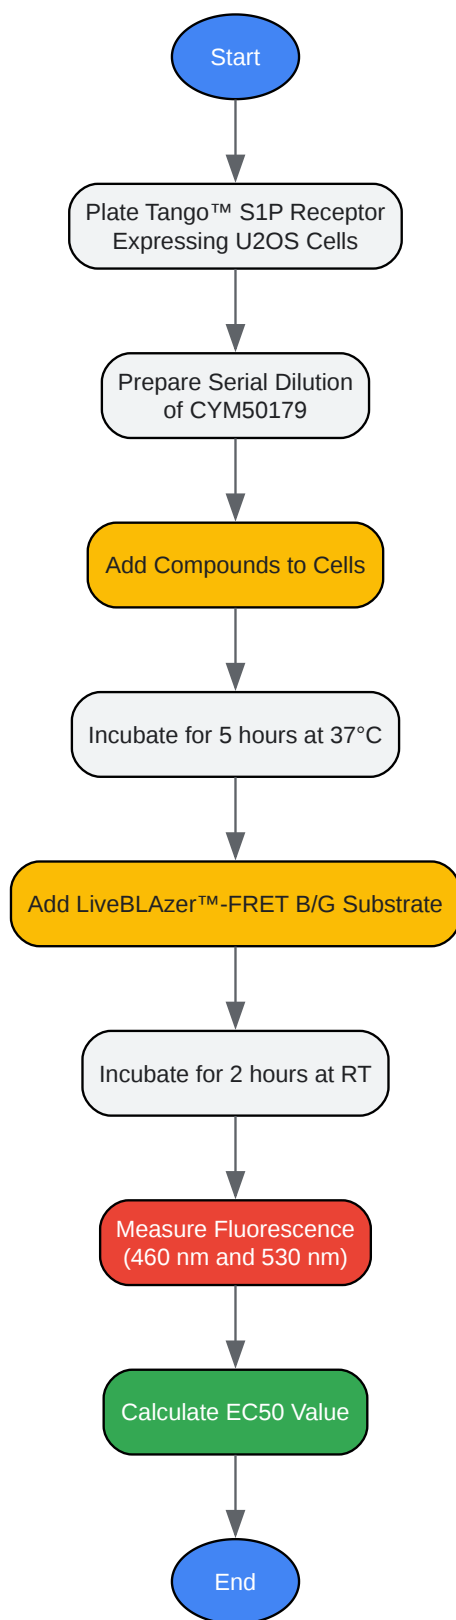 Start
Plate Tango™ S1P Receptor
Expressing U2OS Cells
Prepare Serial Dilution
of CYM50179
Add Compounds to Cells
Incubate for 5 hours at 37°C
Add LiveBLAzer™-FRET B/G Substrate
Incubate for 2 hours at RT
Measure Fluorescence
(460 nm and 530 nm)
Calculate EC50 Value
End